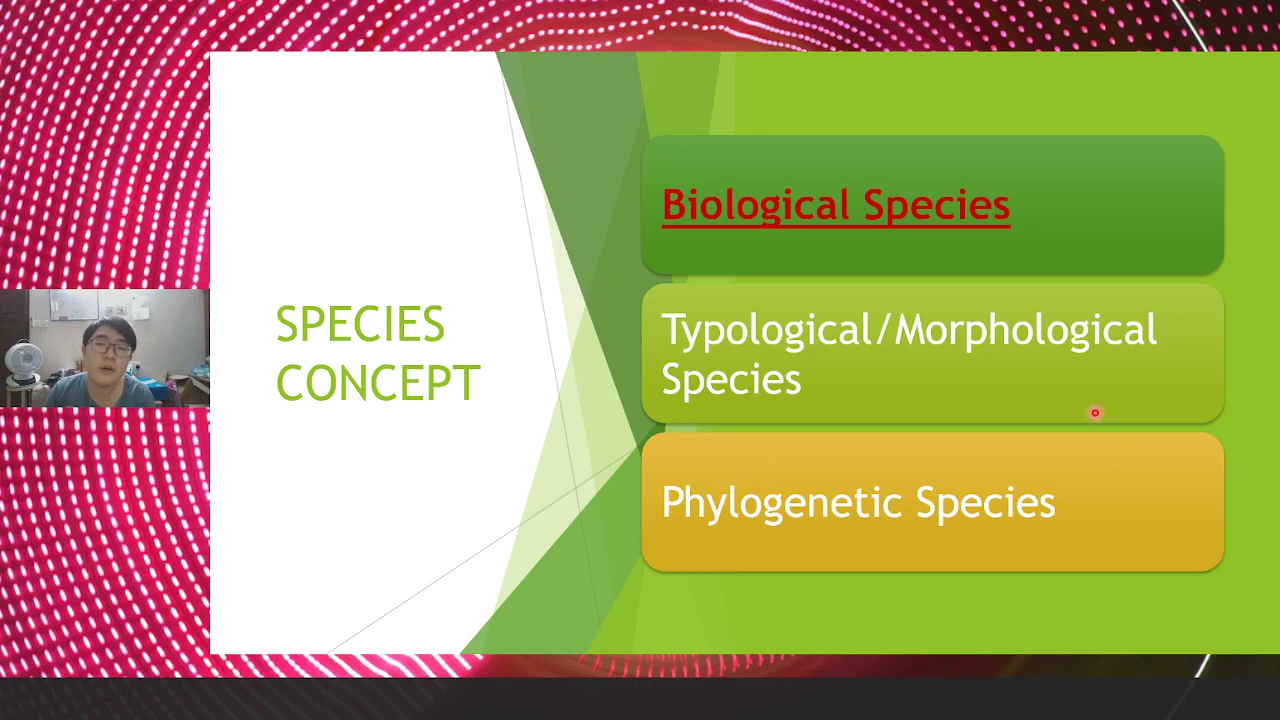 SPECIES
CONCEPT
Biological Species
Typological/Morphological
Species
Phylogenetic Species